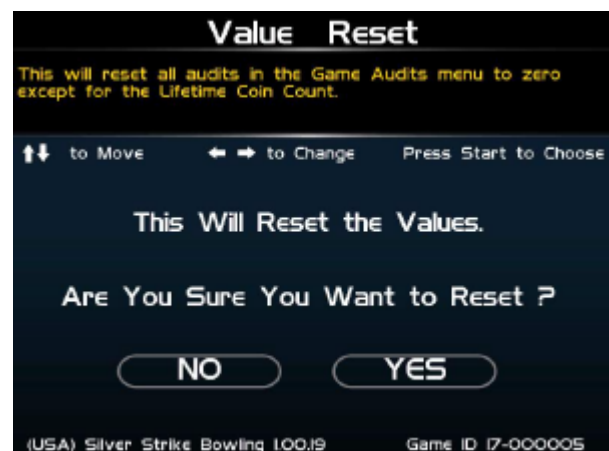 Value Reset
This will reset all audits in the Game Audits menu to zero
except for the Lifetime Coin Count.
to Move to Change Press Start to Choose
This Will Reset the Values.
Are You Sure You Want to Reset ?
NO YES
(USA) Silver Strike Bowling 1.00.19 Game ID 17-000005